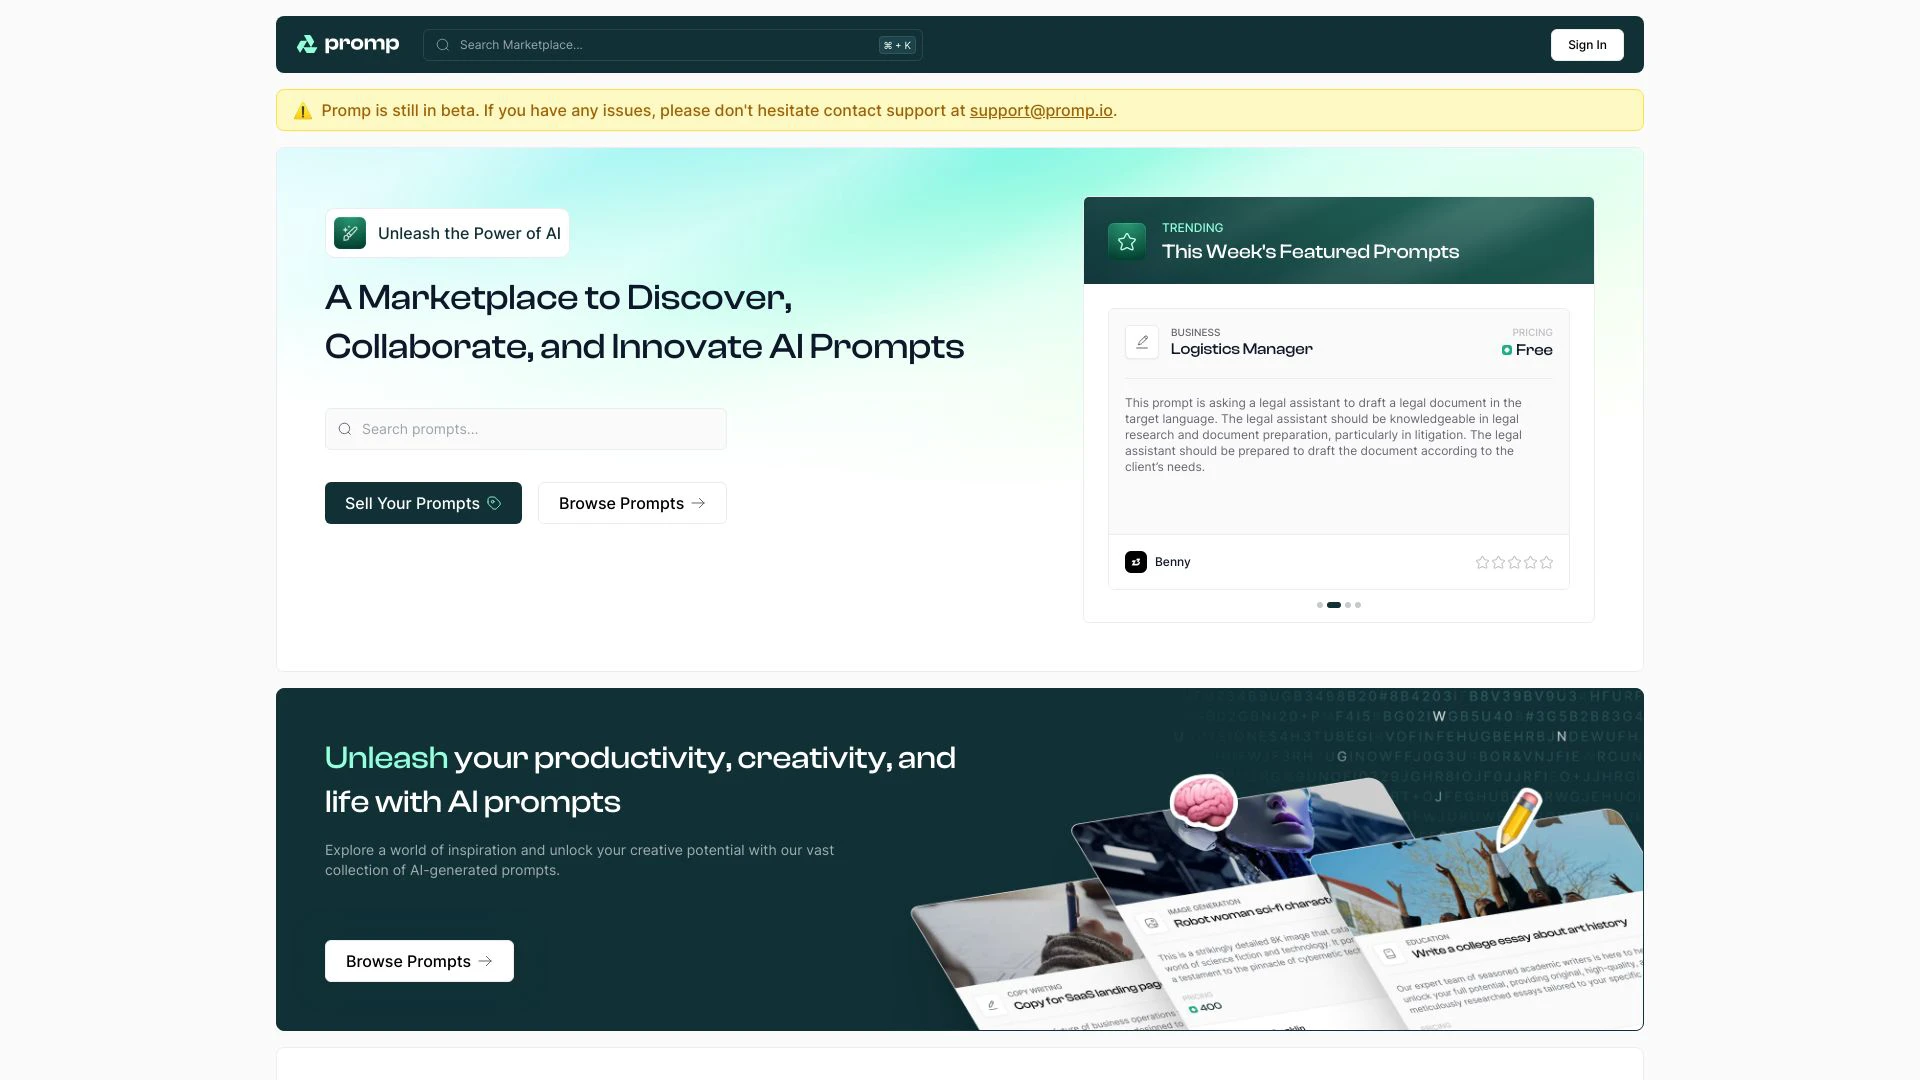 promp
Search Marketplace...
⌘ + K
Sign In
Promp is still in beta. If you have any issues, please don't hesitate contact support at support@promp.io.
Unleash the Power of AI
A Marketplace to Discover,
Collaborate, and Innovate AI Prompts
Search prompts...
Sell Your Prompts
Browse Prompts
TRENDING
This Week's Featured Prompts
BUSINESS
Logistics Manager
PRICING
Free
This prompt is asking a legal assistant to draft a legal document in the
target language. The legal assistant should be knowledgeable in legal
research and document preparation, particularly in litigation. The legal
assistant should be prepared to draft the document according to the
client's needs.
Benny
Unleash your productivity, creativity, and
life with AI prompts
Explore a world of inspiration and unlock your creative potential with our vast
collection of AI-generated prompts.
Browse Prompts
COPY WRITING
Copy for SaaS landing pag
of business operations
designed to
IMAGE GENERATION
Robot woman sci-fi characte
This is a strikingly detailed 8K image that cata
world of science fiction and technology. It por
a testament to the pinnacle of cybernetic tec
PRICING
400
EDUCATION
Write a college essay about art history
Our expert team of seasoned academic writers is here to he
unlock your full potential, providing original, high-quality, a
meticulously researched essays tailored to your specific
PRICING